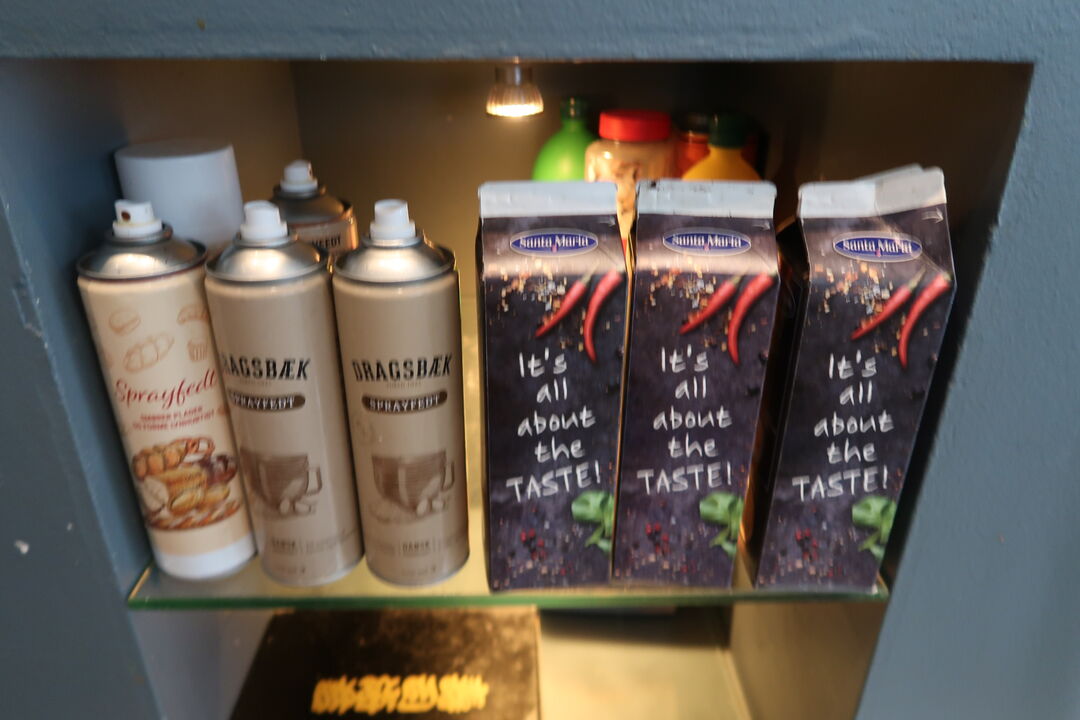 Sprayfedt
DRAGSBÆK
SPRAYFEDT
DRAGSBÆK
SPRAYFEDT
Santa Maria
It's
all
about
the
TASTE!
Santa Maria
It's
all
about
the
TASTE!
Santa Maria
It's
all
about
the
TASTE!